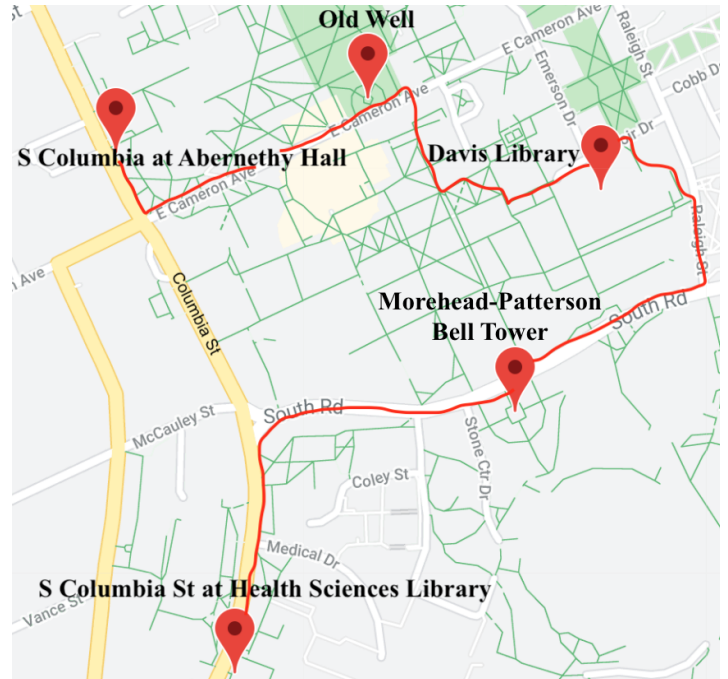 Old Well
E Cameron Ave
Raleigh St
Cobb Dr
Emerson Dr
E Cameron Ave
S Columbia at Abernethy Hall
Davis Library
E Cameron Ave
Raleigh St
Ave
Columbia St
Morehead-Patterson
Bell Tower
South Rd
South Rd
McCauley St
Stone Ctr Dr
Coley St
Medical Dr
S Columbia St at Health Sciences Library
Vance St